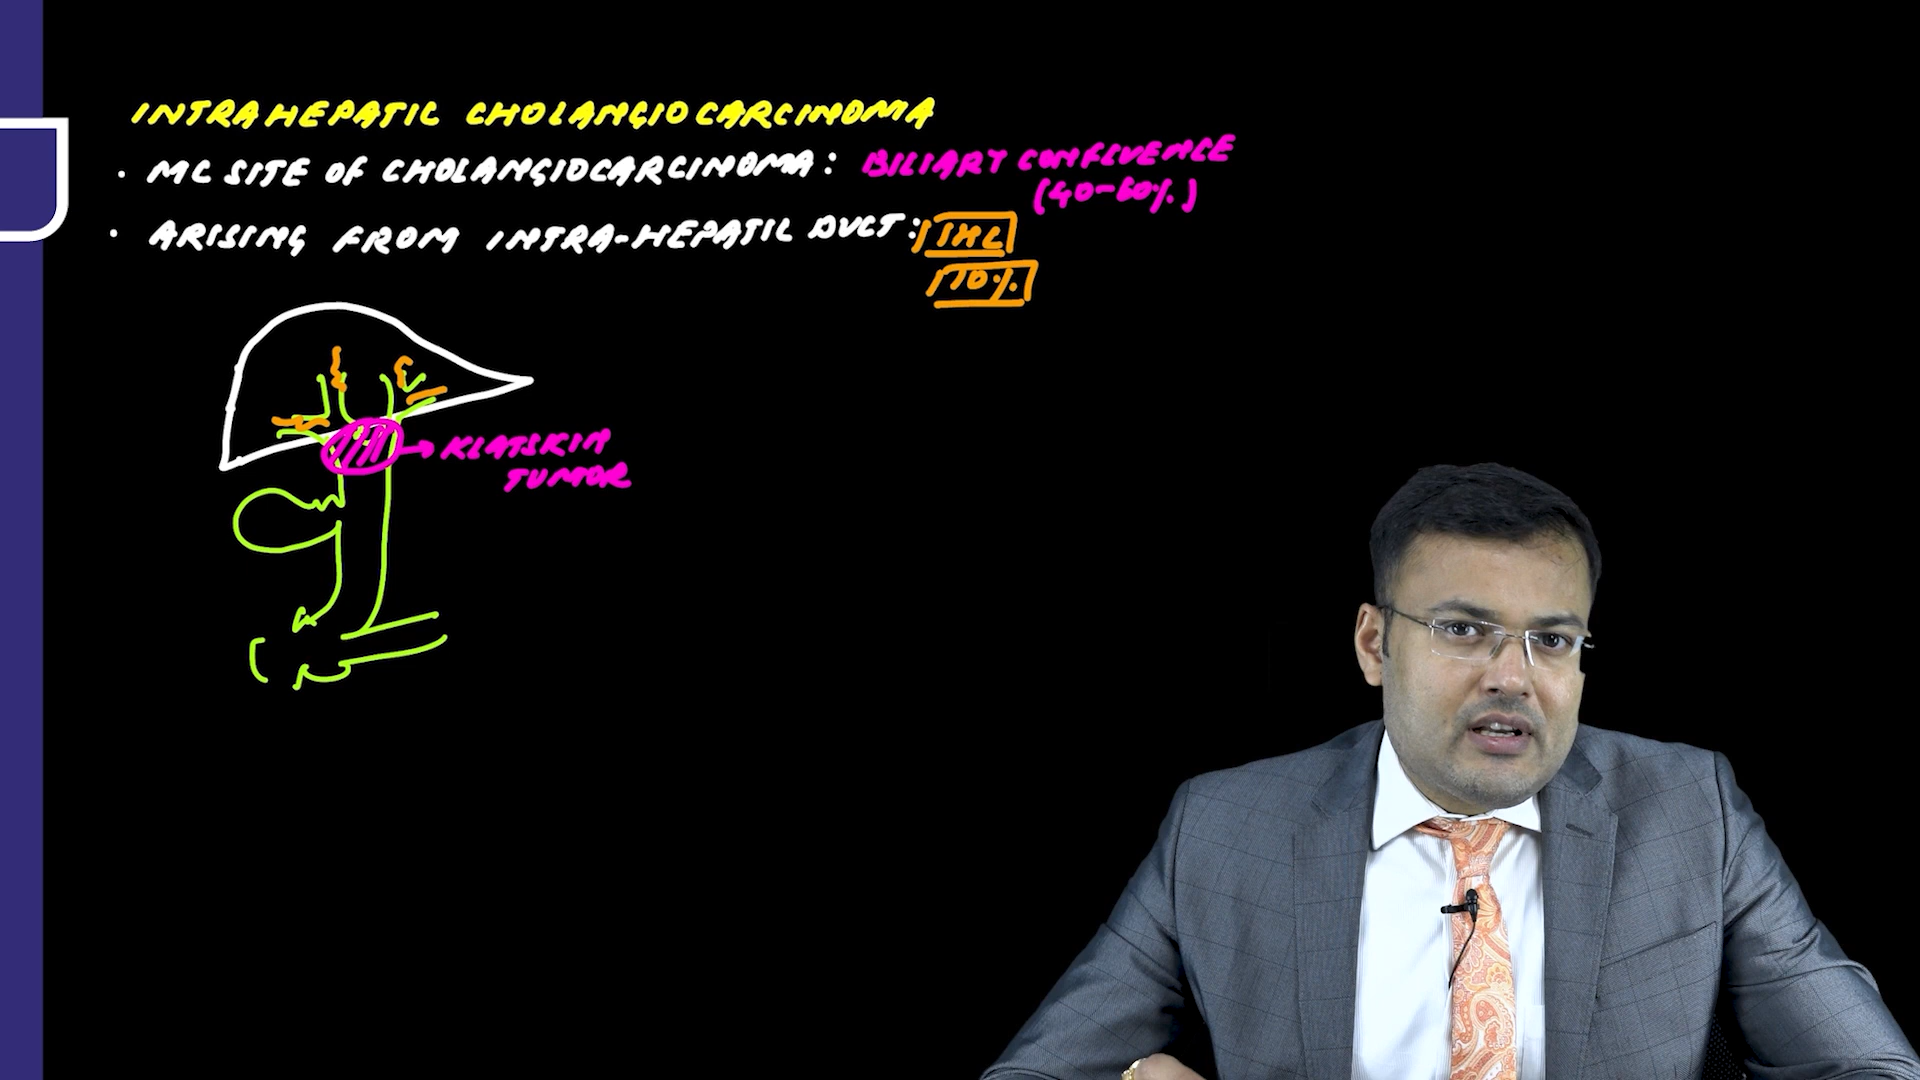 INTRAHEPATIC CHOLANGIOCARCINOMA
• MC SITE OF CHOLANGIOCARCINOMA: BILIARY CONFLUENCE
(40-60%)
• ARISING FROM INTRA-HEPATIC DUCT: IHC
10%
→ KLATSKIN
TUMOR